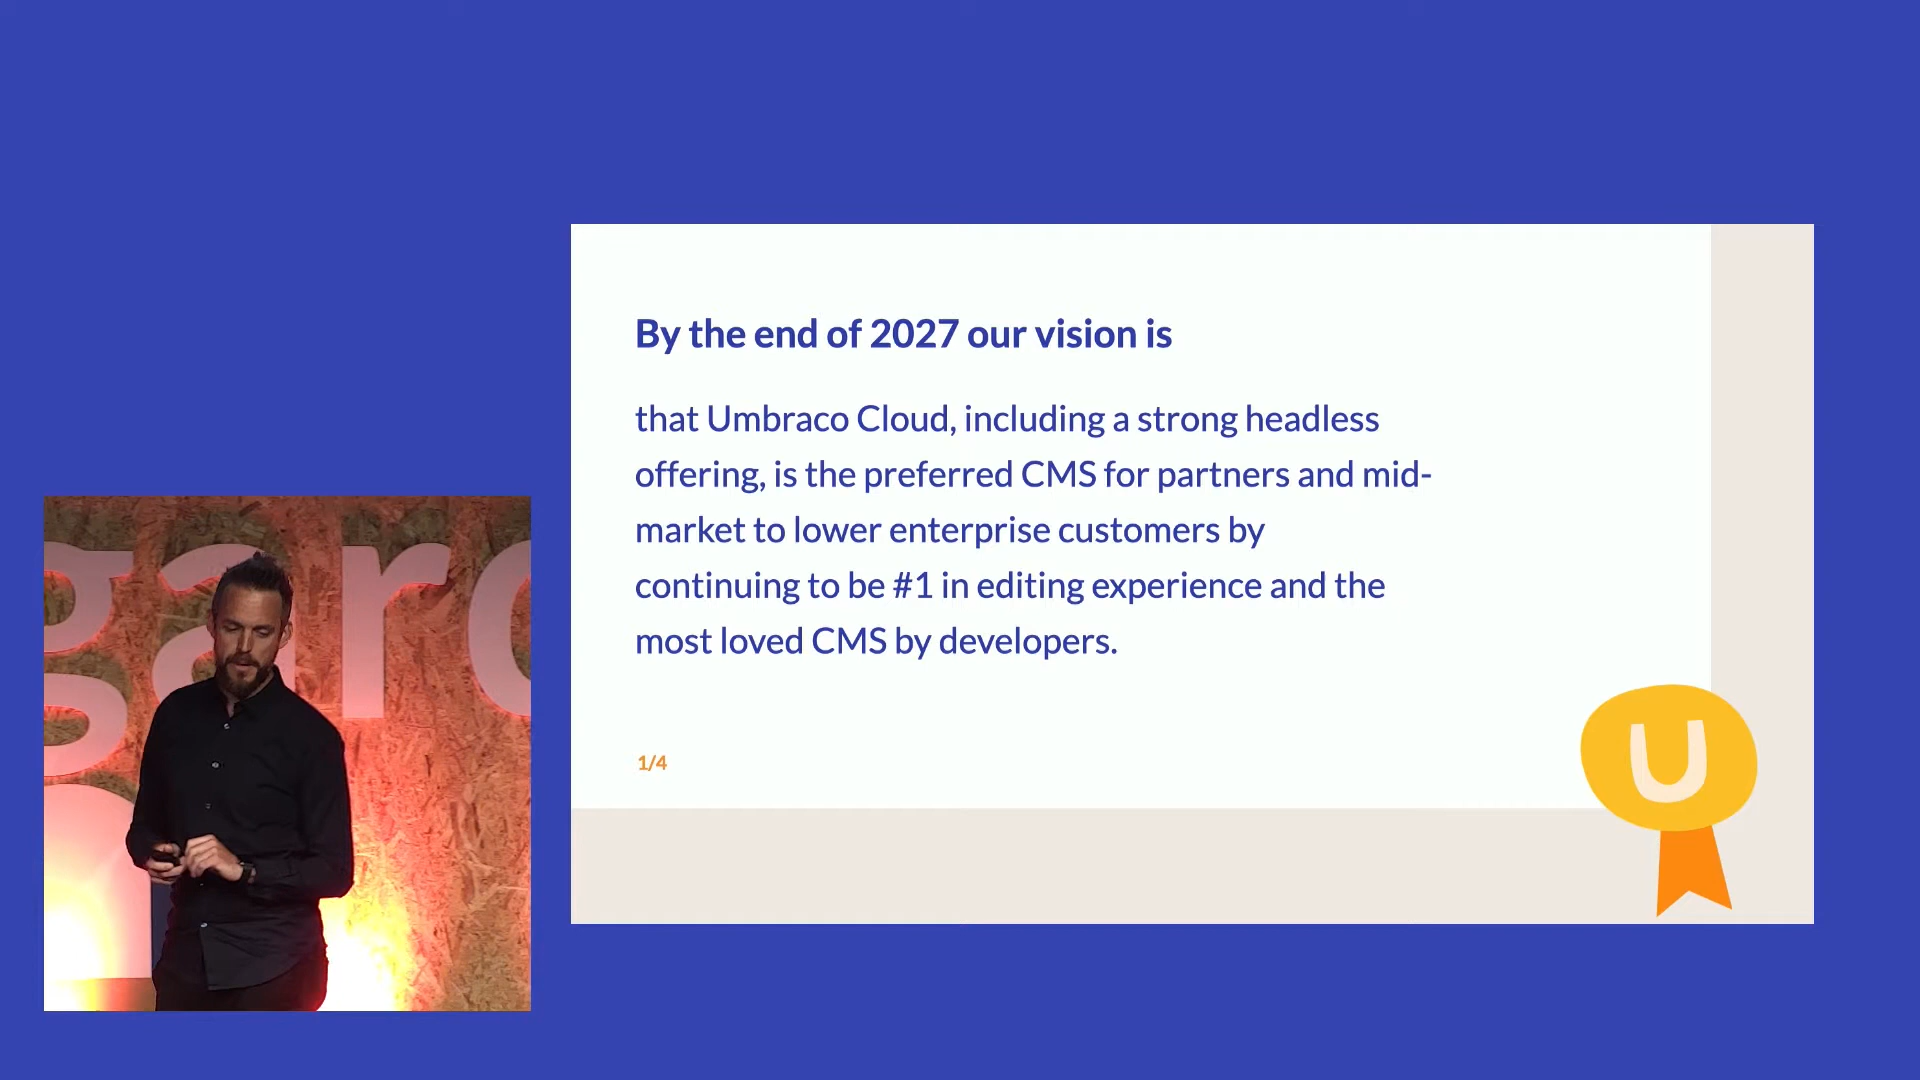 By the end of 2027 our vision is
that Umbraco Cloud, including a strong headless
offering, is the preferred CMS for partners and mid-
market to lower enterprise customers by
continuing to be #1 in editing experience and the
most loved CMS by developers.
1/4
U
gar